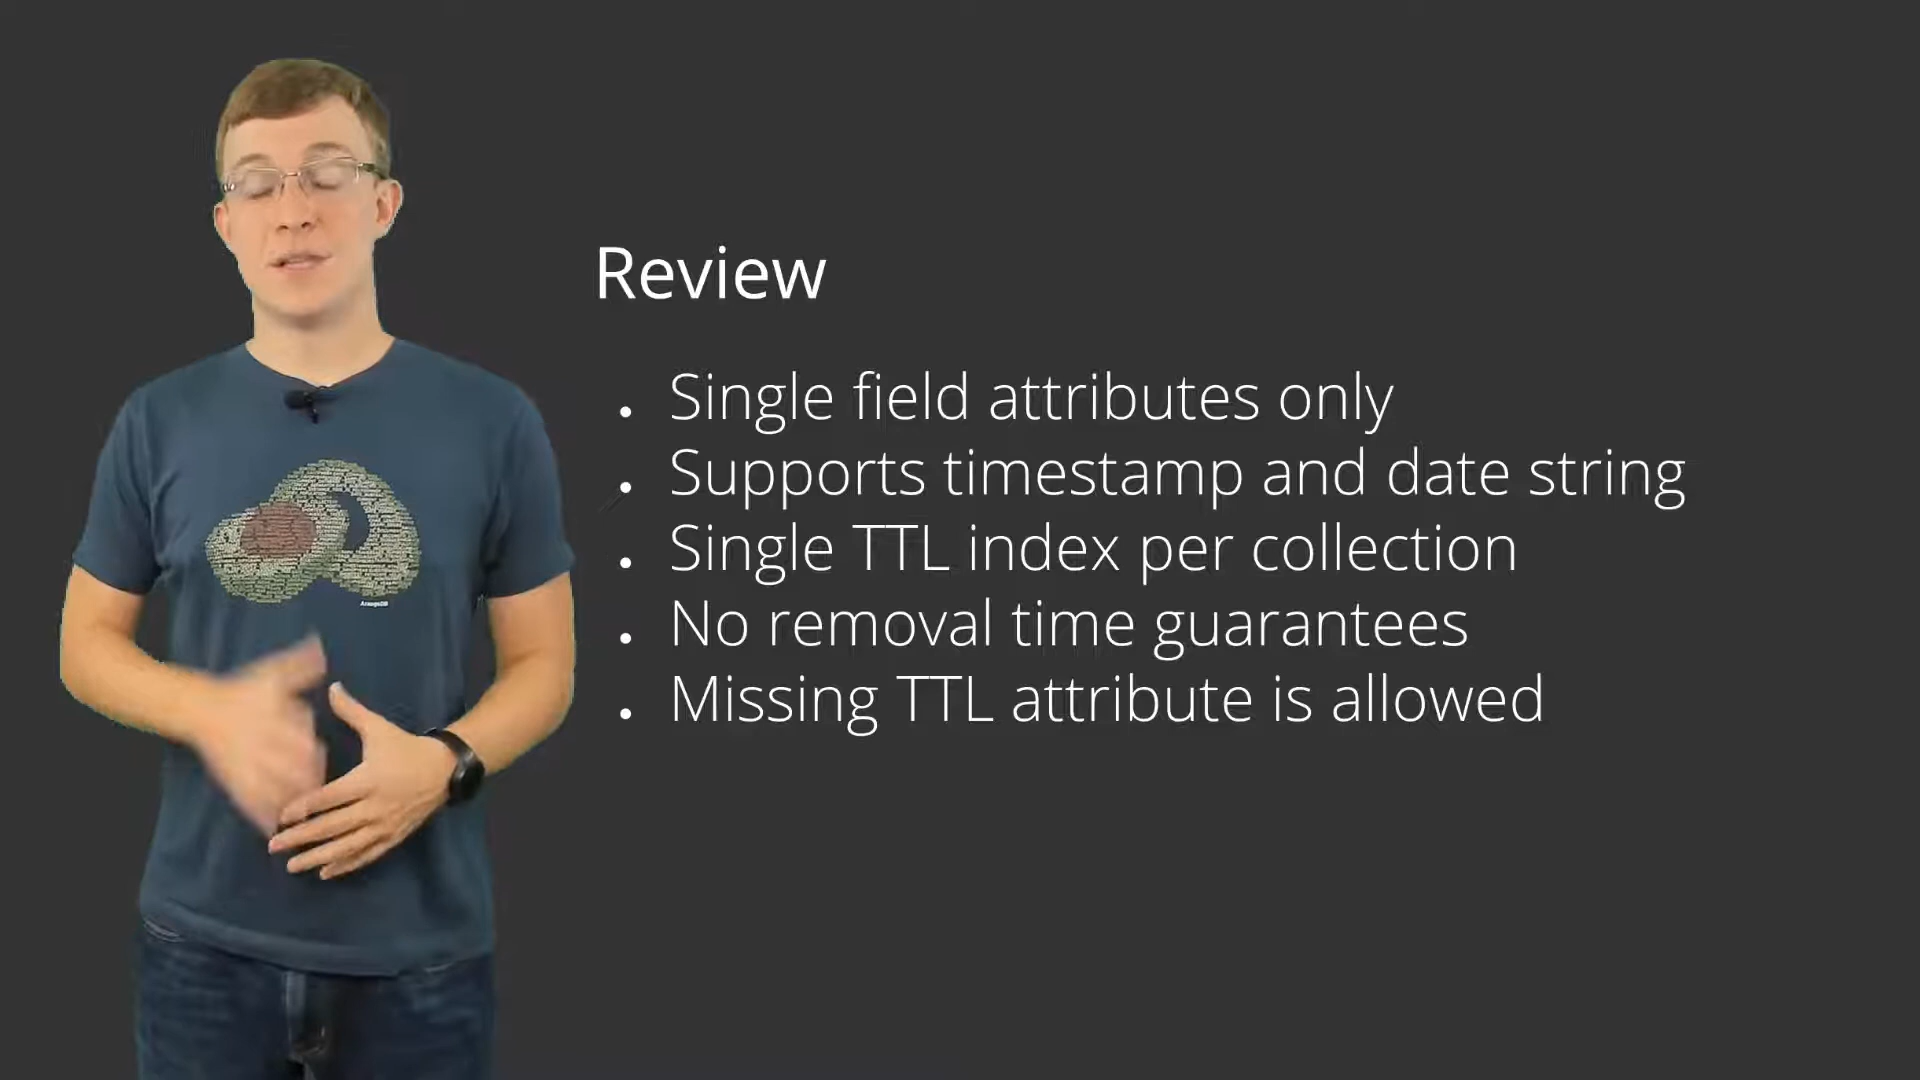 Review
Single field attributes only
Supports timestamp and date string
Single TTL index per collection
No removal time guarantees
Missing TTL attribute is allowed
ArangoDB